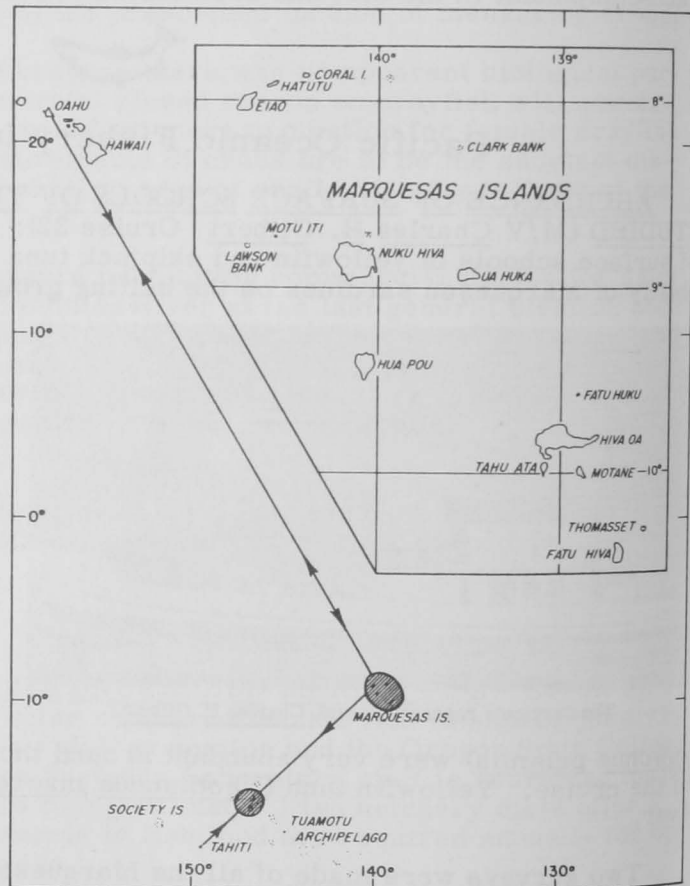 140°
139°
CORAL I.
HATUTU
EIAO
8°
OAHU
20°
HAWAII
CLARK BANK
MARQUESAS ISLANDS
MOTU ITI
LAWSON
BANK
NUKU HIVA
UA HUKA
9°
10°
HUA POU
FATU HUKU
HIVA OA
TAHU ATA
MOTANE
10°
0°
THOMASSET
FATU HIVA
10°
MARQUESAS IS.
SOCIETY IS
TUAMOTU
ARCHIPELAGO
TAHITI
150°
140°